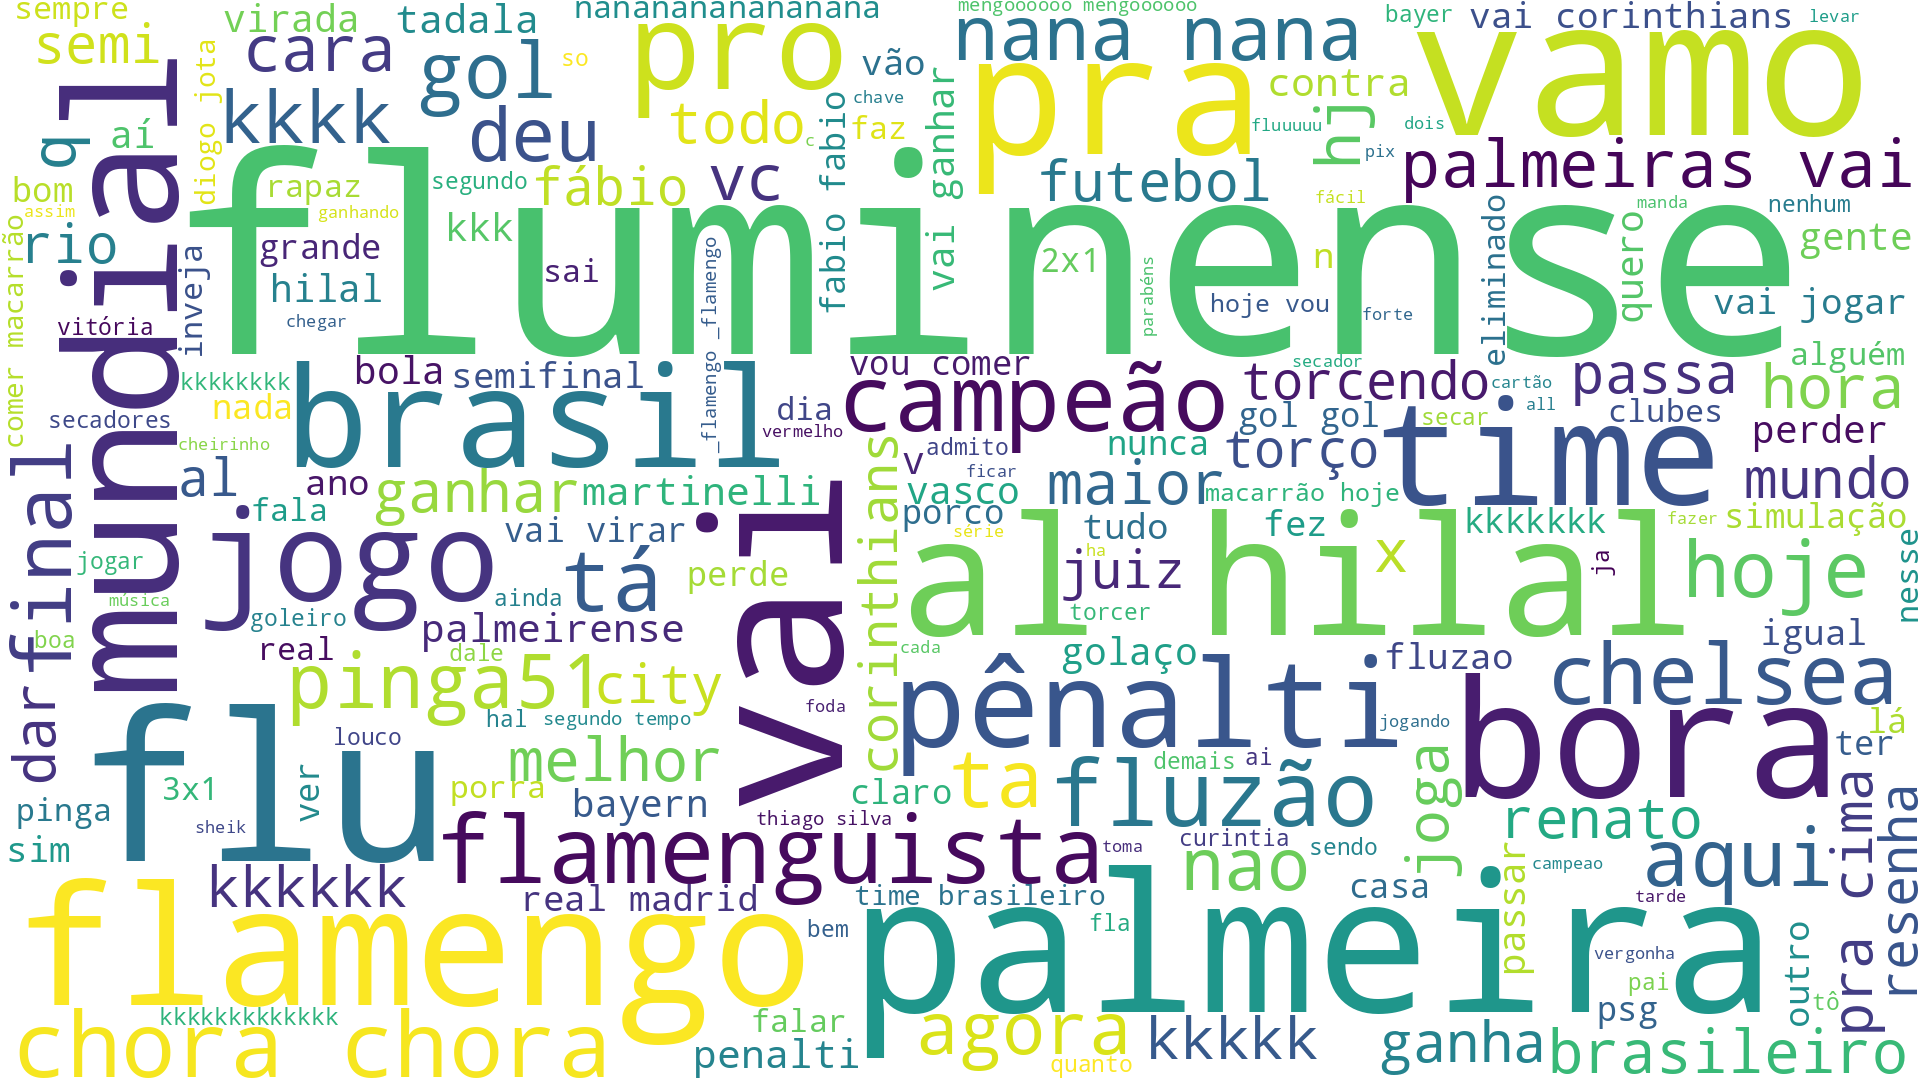 sempre
virada
tadala
nanananananana
mengoooooo mengoooooo
bayer
vai corinthians
levar
semi
cara
gol
so
pro
vão
nana nana
pra
contra
vamo
diogo jota
kkkk
deu
todo
c
chave
faz
fabio fabio
vai ganhar
fluuuuu
hj
dois
pix
q
aí
mundial
bom
assim
rio
rapaz
ganhando
segundo
fábio
vc
futebol
fácil
palmeiras vai
manda
nenhum
gente
fluminense
kkk
grande
hilal
chegar
sai
_flamengo _flamengo
2x1
parabéns
n
hoje vou
forte
eliminado
quero
vai jogar
comer macarrão
inveja
vitória
kkkkkkkk
bola
semifinal
vou comer
secador
torcendo
cartão
all
passa
alguém
hora
secadores
nada
brasil
dia
vermelho
campeão
gol gol
secar
clubes
perder
cheirinho
darfinal
al
ano
ganhar
martinelli
corinthians
v
admito
ficar
nunca
maior
torço
time
mundo
fala
vai virar
vai
vasco
porco
série
macarrão hoje
tudo
fez
kkkkkkk
fazer
simulação
jogar
jogo
tá
perde
al hilal
ha
juiz
x
ja
hoje
nesse
música
goleiro
ainda
torcer
boa
real
palmeirense
dale
cada
golaço
fluzao
igual
pinga51
city
foda
pênalti
jogando
chelsea
lá
flu
hal
segundo tempo
louco
melhor
demais
ai
bora
ter
3x1
ver
porra
claro
ta
fluzão
joga
pinga
sheik
bayern
thiago silva
curintia
sendo
renato
pra cima
resenha
sim
flamenguista
toma
nao
passar
campeao
aqui
kkkkkk
real madrid
time brasileiro
casa
tarde
flamengo
bem
palmeira
fla
vergonha
outro
pai
psg
tô
kkkkkkkkkkkkk
chora chora
falar
penalti
agora
quanto
kkkkk
ganha
brasileiro